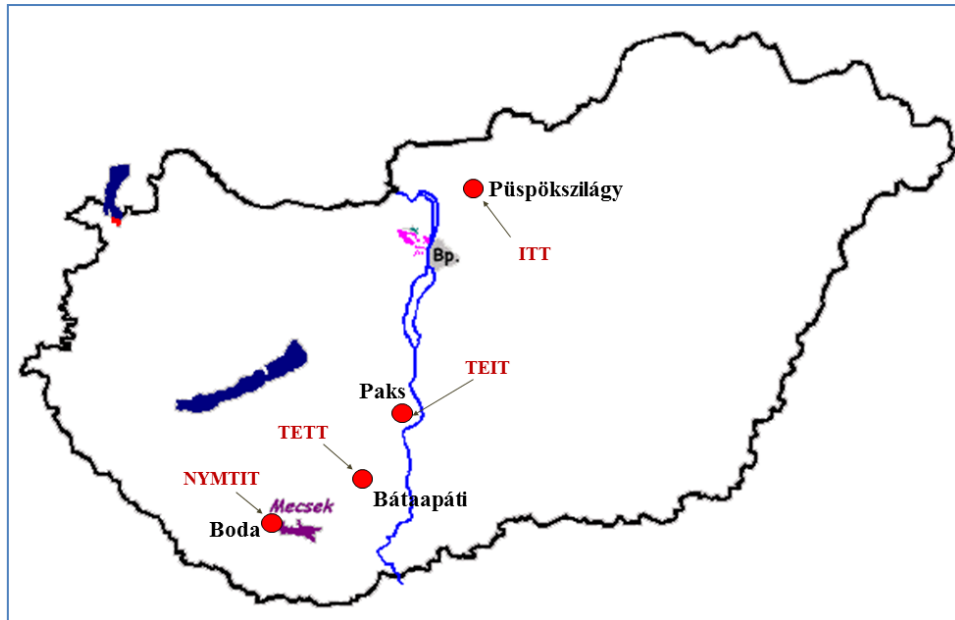 Püspökszilágy
ITT
Bp.
TEIT
Paks
TETT
Bátaapáti
NYMTIT
Mecsek
Boda